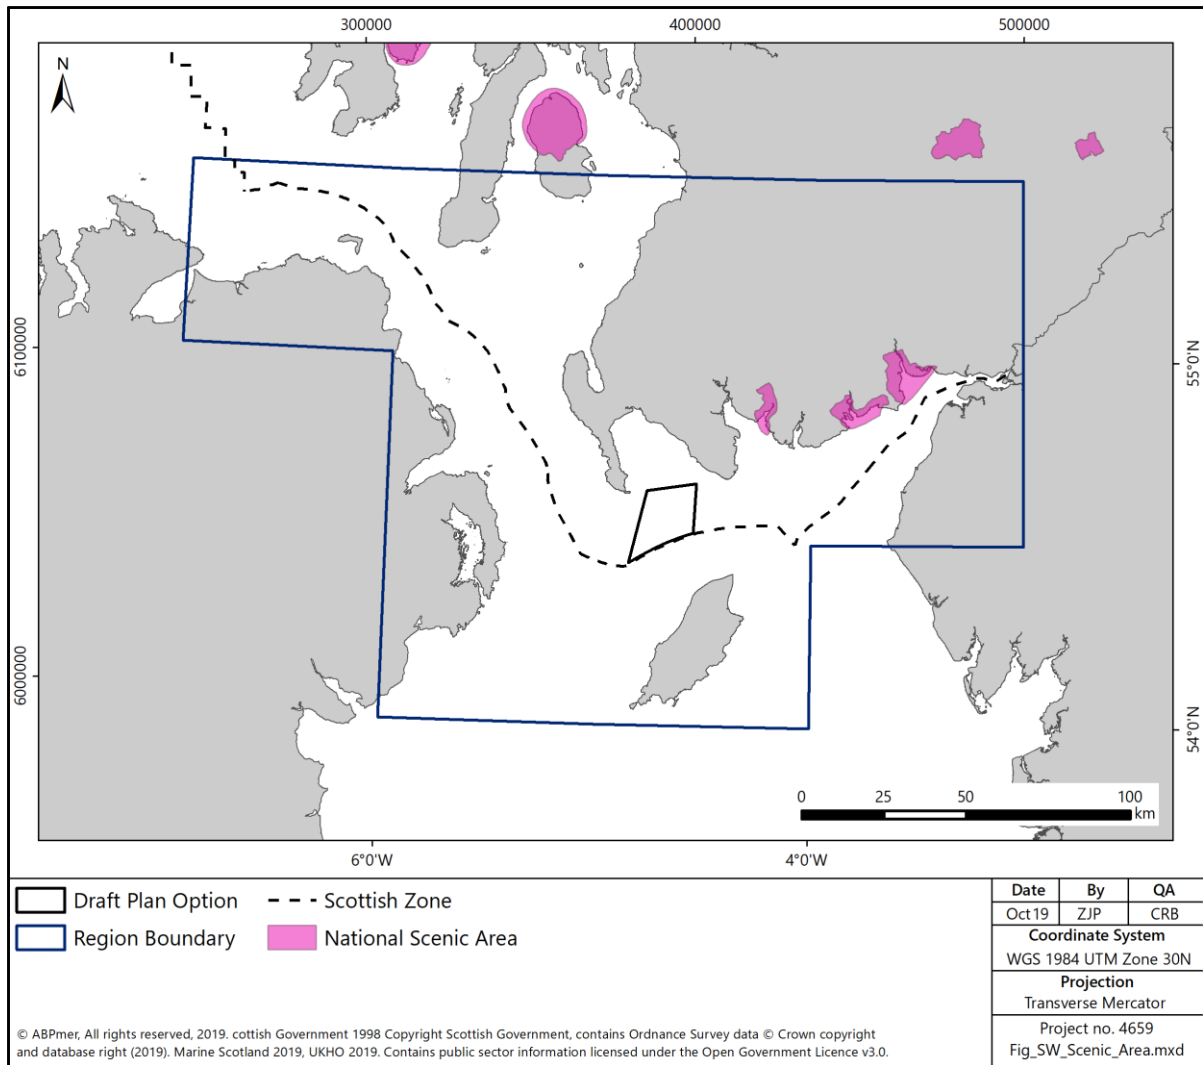 300000 400000 500000
N
6100000
6000000
55°0'N
54°0'N
0 25 50 100
km
6°0'W 4°0'W
Draft Plan Option Scottish Zone
Region Boundary National Scenic Area
Date By QA
Oct 19 ZJP CRB
Coordinate System
WGS 1984 UTM Zone 30N
Projection
Transverse Mercator
Project no. 4659
Fig_SW_Scenic_Area.mxd
© ABPmer, All rights reserved, 2019. cottish Government 1998 Copyright Scottish Government, contains Ordnance Survey data © Crown copyright
and database right (2019). Marine Scotland 2019, UKHO 2019. Contains public sector information licensed under the Open Government Licence v3.0.